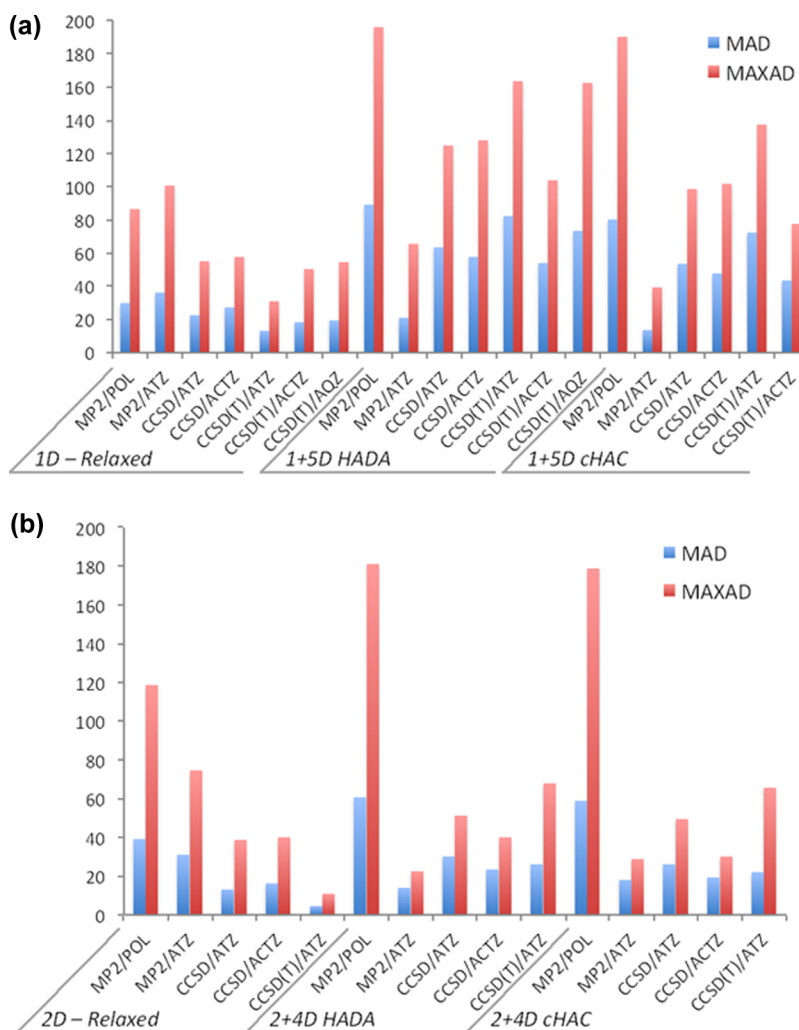 (a)
200
180
160
140
120
100
80
60
40
20
0
MAD
MAXAD
MP2/POL
MP2/ATZ
CCSD/ATZ
CCSD/ACTZ
CCSD(T)/ATZ
CCSD(T)/ACTZ
CCSD(T)/AQZ
MP2/POL
MP2/ATZ
CCSD/ATZ
CCSD/ACTZ
CCSD(T)/ATZ
CCSD(T)/ACTZ
CCSD(T)/AQZ
MP2/POL
MP2/ATZ
CCSD/ATZ
CCSD/ACTZ
CCSD(T)/ATZ
CCSD(T)/ACTZ
1D – Relaxed
1+5D HADA
1+5D cHAC
(b)
200
180
160
140
120
100
80
60
40
20
0
MAD
MAXAD
MP2/POL
MP2/ATZ
CCSD/ATZ
CCSD/ACTZ
CCSD(T)/ATZ
MP2/POL
MP2/ATZ
CCSD/ATZ
CCSD/ACTZ
CCSD(T)/ATZ
MP2/POL
MP2/ATZ
CCSD/ATZ
CCSD/ACTZ
CCSD(T)/ATZ
2D – Relaxed
2+4D HADA
2+4D cHAC